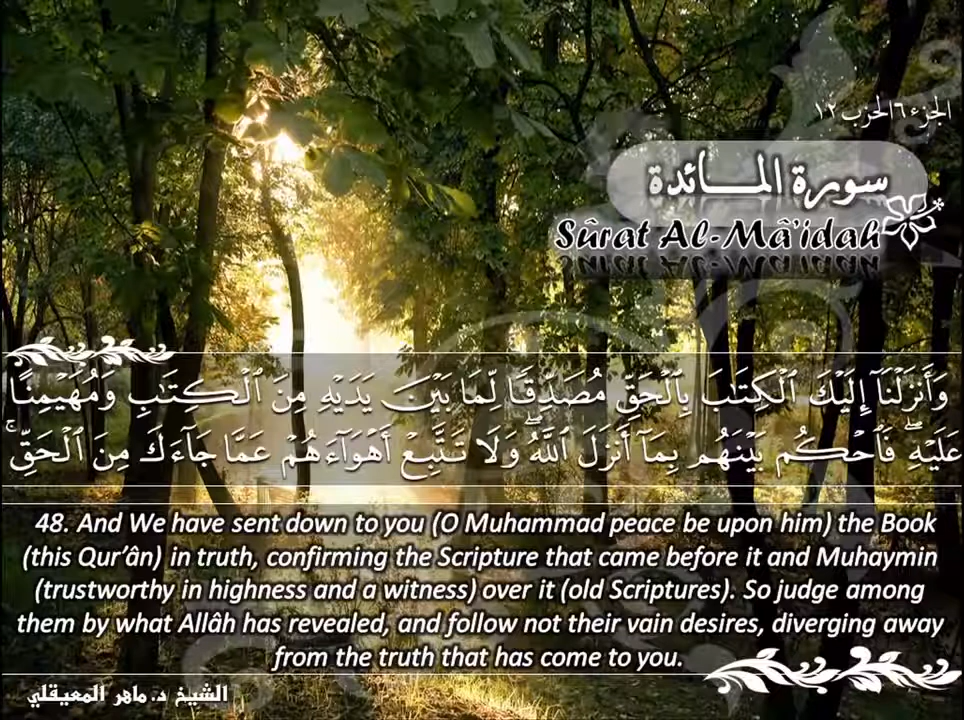 الجزء ٦ الحزب ١٢
سورة المائدة
Sûrat Al-Mâ'idah
وَأَنزَلْنَآ إِلَيْكَ ٱلْكِتَٰبَ بِٱلْحَقِّ مُصَدِّقًا لِّمَا بَيْنَ يَدَيْهِ مِنَ ٱلْكِتَٰبِ وَمُهَيْمِنًا
عَلَيْهِ ۖ فَٱحْكُم بَيْنَهُم بِمَآ أَنزَلَ ٱللَّهُ ۖ وَلَا تَتَّبِعْ أَهْوَآءَهُمْ عَمَّا جَآءَكَ مِنَ ٱلْحَقِّ ۚ
48. And We have sent down to you (O Muhammad peace be upon him) the Book
(this Qur'ân) in truth, confirming the Scripture that came before it and Muhaymin
(trustworthy in highness and a witness) over it (old Scriptures). So judge among
them by what Allâh has revealed, and follow not their vain desires, diverging away
from the truth that has come to you.
الشيخ د. ماهر المعيقلي